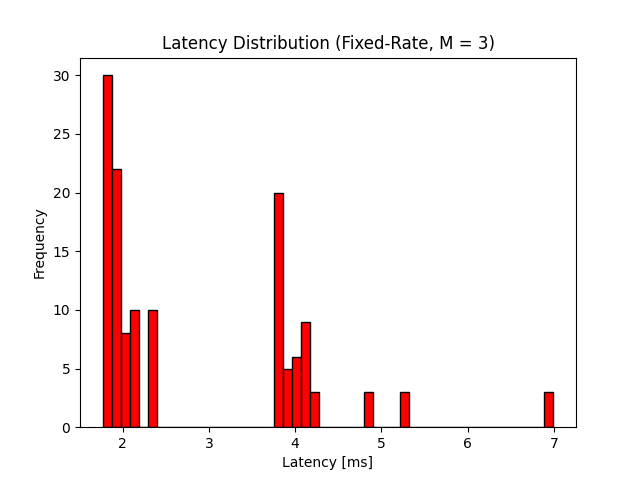 Latency Distribution (Fixed-Rate, M = 3)
30
25
20
15
10
5
0
Frequency
2 3 4 5 6 7
Latency [ms]